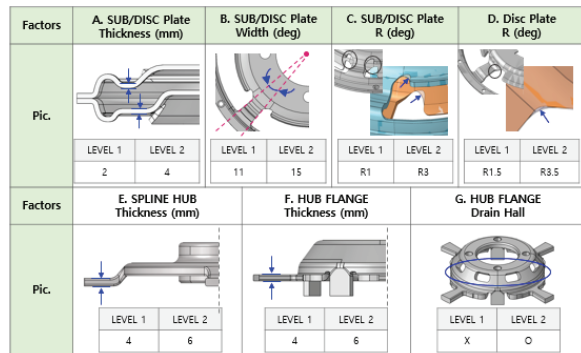 Factors
A. SUB/DISC Plate
Thickness (mm)
B. SUB/DISC Plate
Width (deg)
C. SUB/DISC Plate
R (deg)
D. Disc Plate
R (deg)
Pic.
LEVEL 1 LEVEL 2
2 4
LEVEL 1 LEVEL 2
11 15
LEVEL 1 LEVEL 2
R1 R3
LEVEL 1 LEVEL 2
R1.5 R3.5
Factors
E. SPLINE HUB
Thickness (mm)
F. HUB FLANGE
Thickness (mm)
G. HUB FLANGE
Drain Hall
Pic.
LEVEL 1 LEVEL 2
4 6
LEVEL 1 LEVEL 2
4 6
LEVEL 1 LEVEL 2
X O